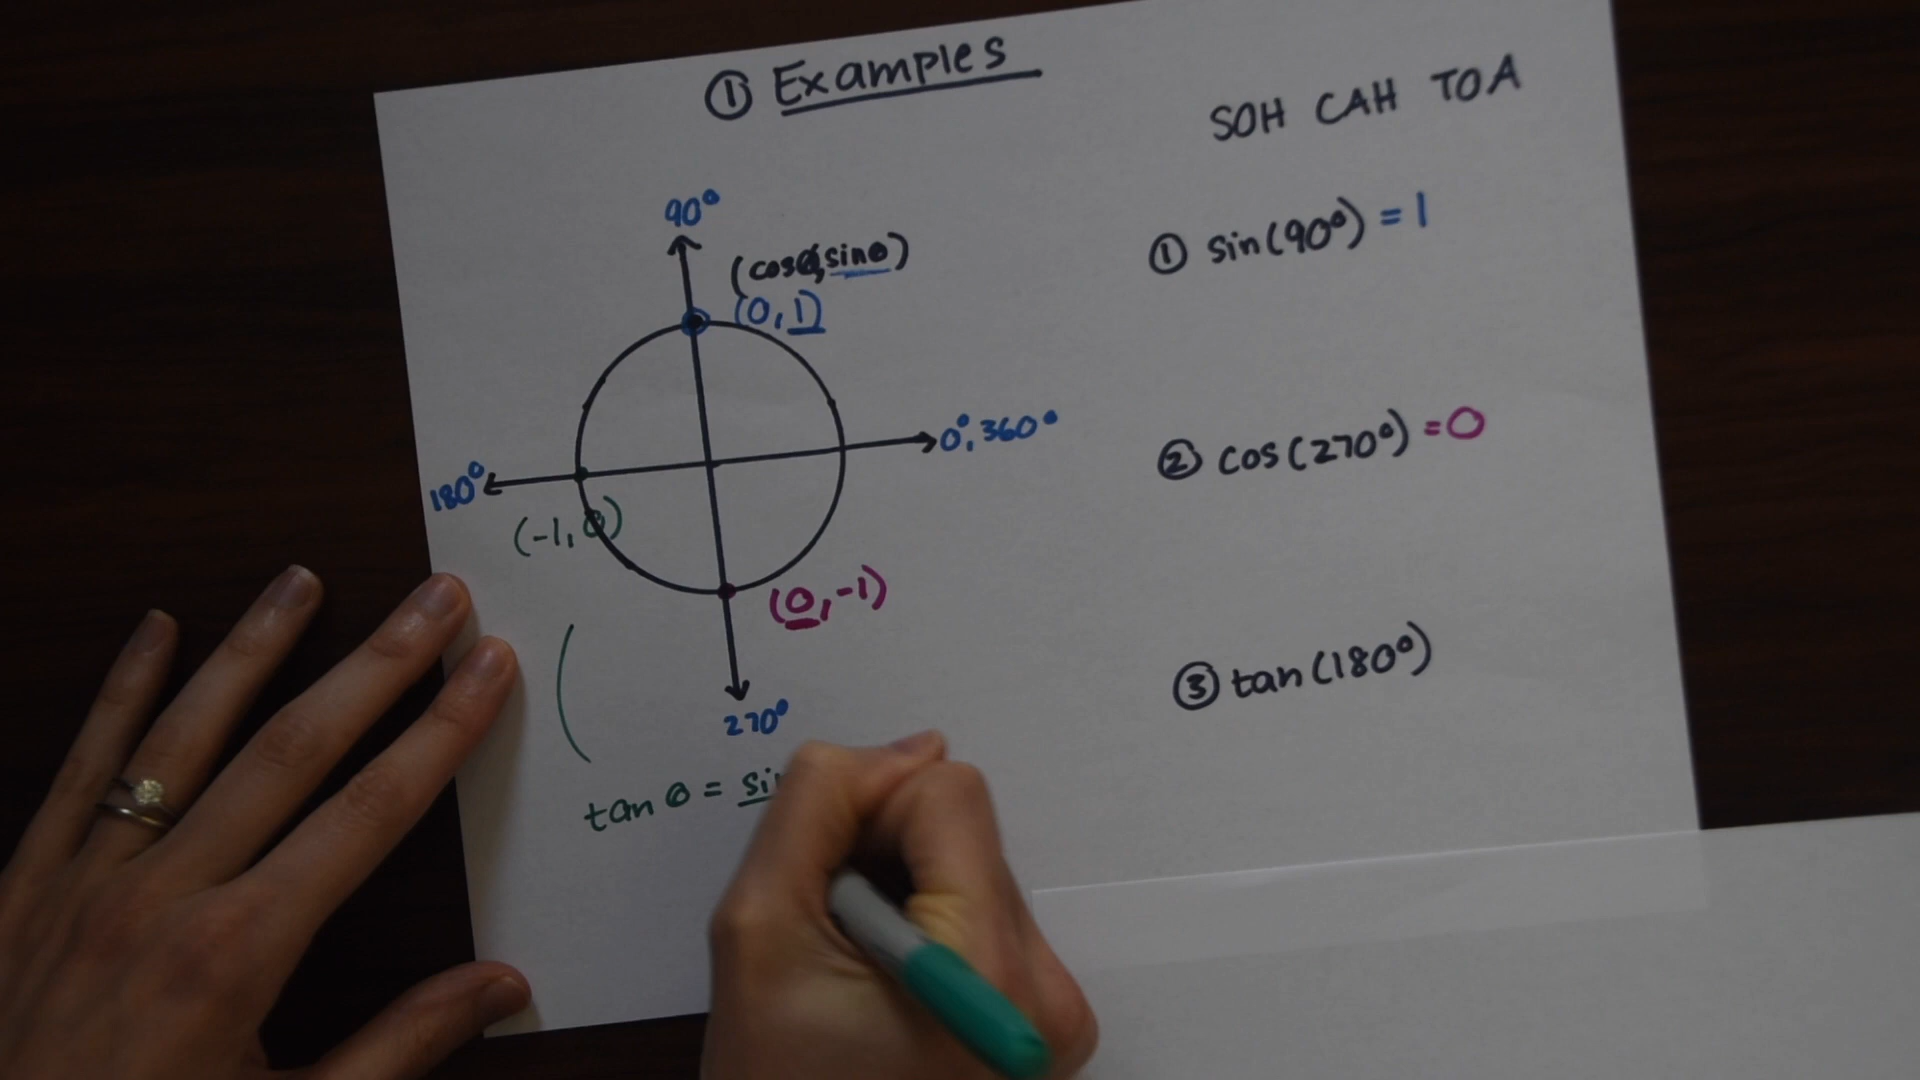 ① Examples
SOH CAH TOA
90°
(cosθ, sinθ)
(0, 1)
① sin(90°) = 1
0°, 360°
② cos(270°) = 0
180°
(-1, 0)
(0, -1)
(
③ tan(180°)
270°
tan θ = si